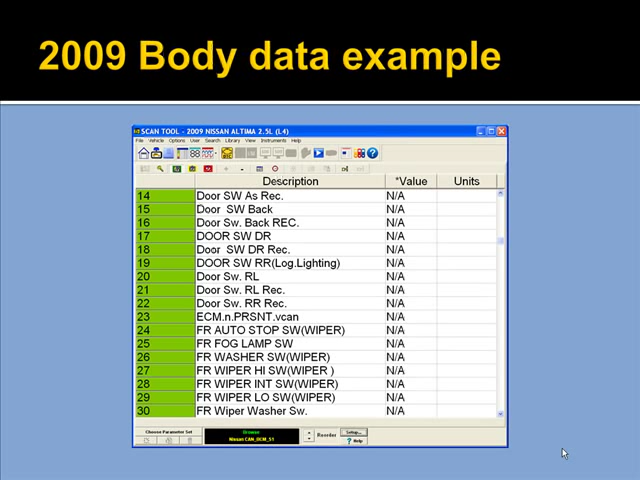 2009 Body data example
SCAN TOOL - 2009 NISSAN ALTIMA 2.5L (L4)
File Vehicle Options User Search Library View Instruments Help
Description *Value Units
14 Door SW As Rec. N/A
15 Door SW Back N/A
16 Door Sw. Back REC. N/A
17 DOOR SW DR N/A
18 Door SW DR Rec. N/A
19 DOOR SW RR(Log.Lighting) N/A
20 Door Sw. RL N/A
21 Door Sw. RL Rec. N/A
22 Door Sw. RR Rec. N/A
23 ECM.n.PRSNT.vcan N/A
24 FR AUTO STOP SW(WIPER) N/A
25 FR FOG LAMP SW N/A
26 FR WASHER SW(WIPER) N/A
27 FR WIPER HI SW(WIPER ) N/A
28 FR WIPER INT SW(WIPER) N/A
29 FR WIPER LO SW(WIPER) N/A
30 FR Wiper Washer Sw. N/A
Choose Parameter Set Browse Reorder Setup...
Nissan CAN_BCM_S1 ? Help